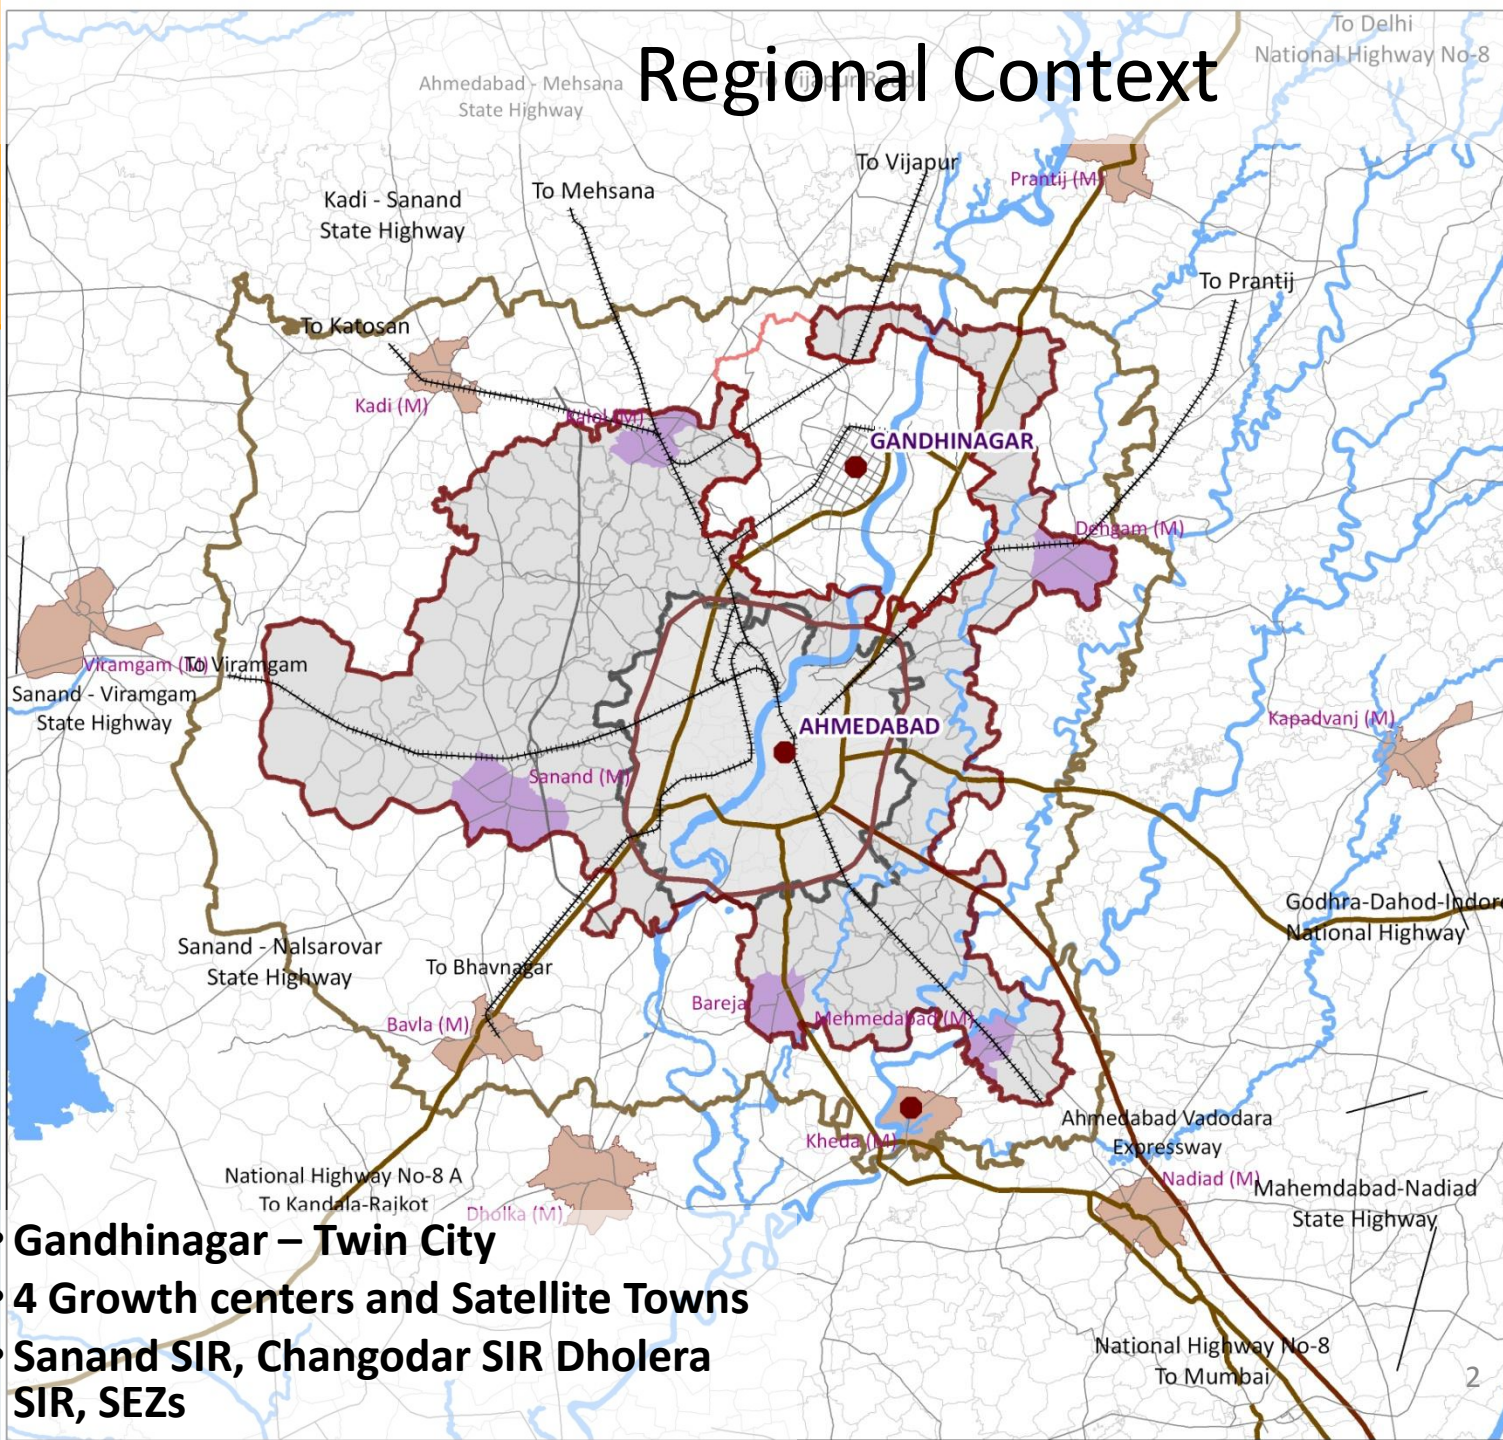 Regional Context
To Delhi
National Highway No-8
Ahmedabad - Mehsana
State Highway
To Vijapur Road
To Vijapur
Prantij (M)
Kadi - Sanand
State Highway
To Mehsana
To Prantij
To Katosan
Kadi (M)
Kalol (M)
GANDHINAGAR
Dehgam (M)
Viramgam (M)
To Viramgam
Sanand - Viramgam
State Highway
Kapadvanj (M)
AHMEDABAD
Sanand (M)
Godhra-Dahod-Indore
National Highway
Sanand - Nalsarovar
State Highway
To Bhavnagar
Bareja
Bavla (M)
Mehmedabad (M)
Ahmedabad Vadodara
Expressway
Kheda (M)
National Highway No-8 A
To Kandala-Rajkot
Nadiad (M)
Mahemdabad-Nadiad
State Highway
Dholka (M)
• Gandhinagar – Twin City
• 4 Growth centers and Satellite Towns
• Sanand SIR, Changodar SIR Dholera
SIR, SEZs
National Highway No-8
To Mumbai
2